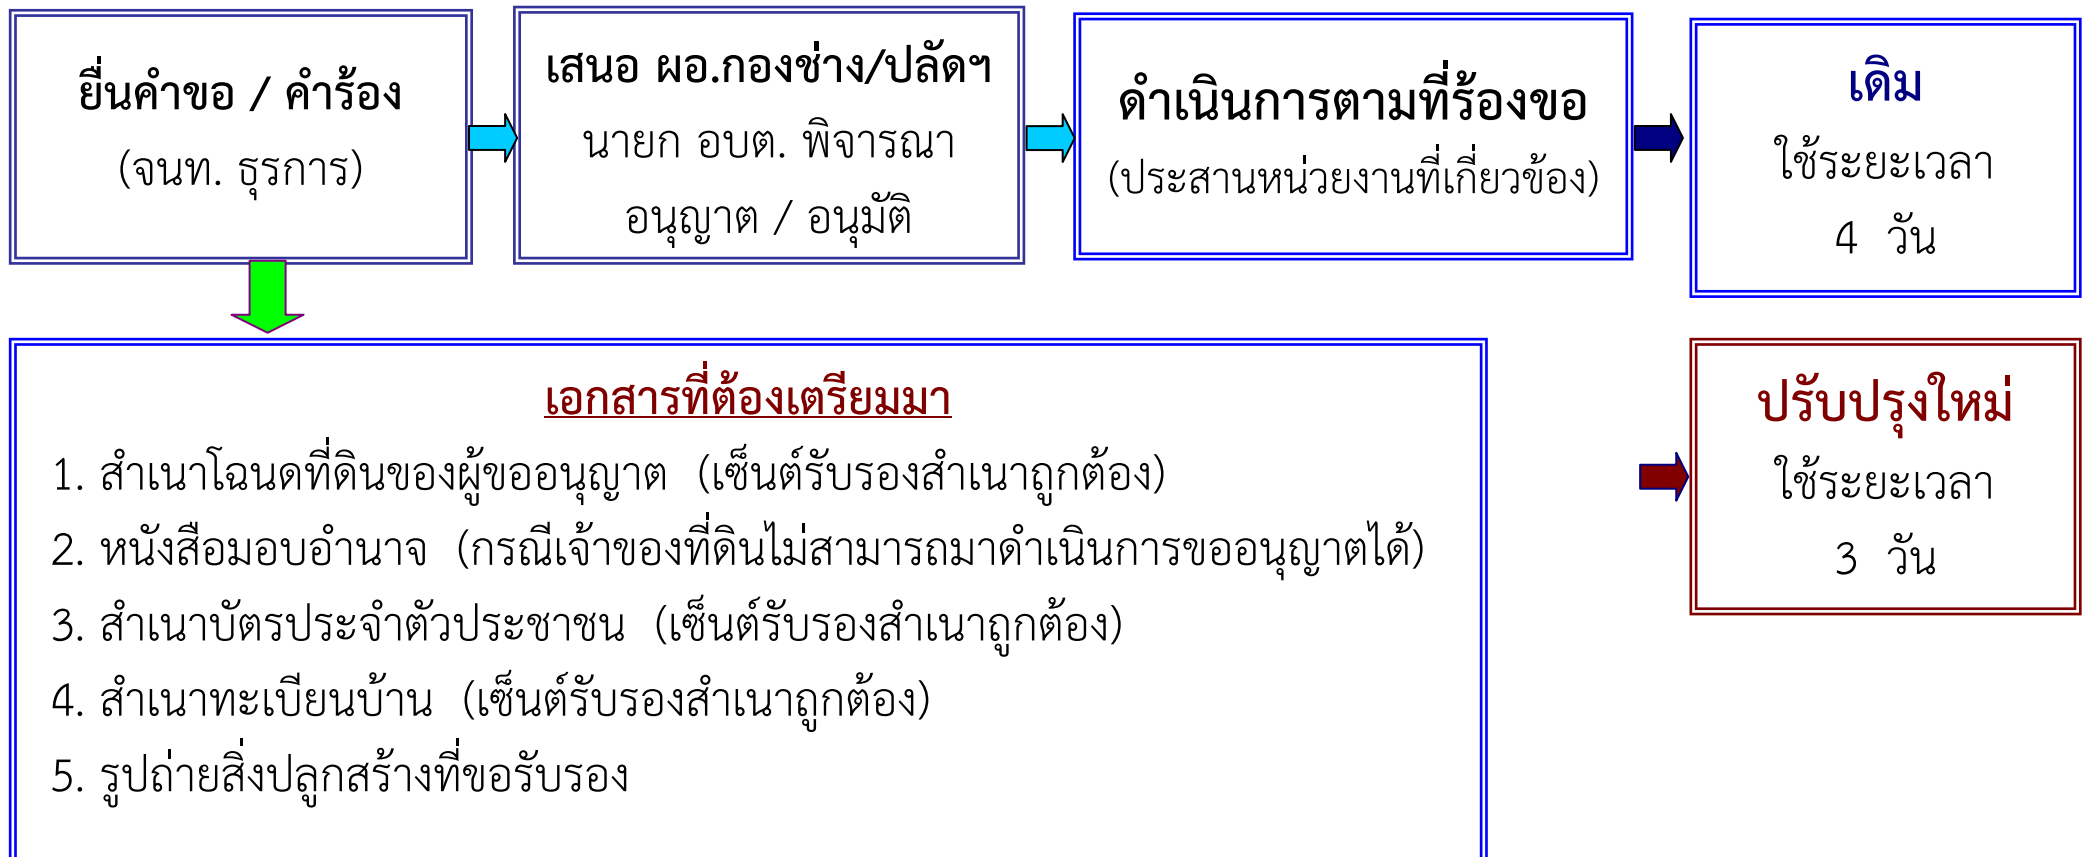 ยื่นคำขอ / คำร้อง
(จนท. ธุรการ)
เสนอ ผอ.กองช่าง/ปลัดฯ
นายก อบต. พิจารณา
อนุญาต / อนุมัติ
ดำเนินการตามที่ร้องขอ
(ประสานหน่วยงานที่เกี่ยวข้อง)
เดิม
ใช้ระยะเวลา
4 วัน
เอกสารที่ต้องเตรียมมา
1. สำเนาโฉนดที่ดินของผู้ขออนุญาต (เซ็นต์รับรองสำเนาถูกต้อง)
2. หนังสือมอบอำนาจ (กรณีเจ้าของที่ดินไม่สามารถมาดำเนินการขออนุญาตได้)
3. สำเนาบัตรประจำตัวประชาชน (เซ็นต์รับรองสำเนาถูกต้อง)
4. สำเนาทะเบียนบ้าน (เซ็นต์รับรองสำเนาถูกต้อง)
5. รูปถ่ายสิ่งปลูกสร้างที่ขอรับรอง
ปรับปรุงใหม่
ใช้ระยะเวลา
3 วัน